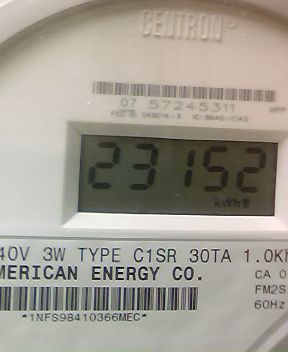 CENTRON®
07 57245311
23152
kWh
40V 3W TYPE C1SR 30TA 1.0Kh
MERICAN ENERGY CO.
CA 0
FM2S
60Hz
*1NFS98410366MEC*